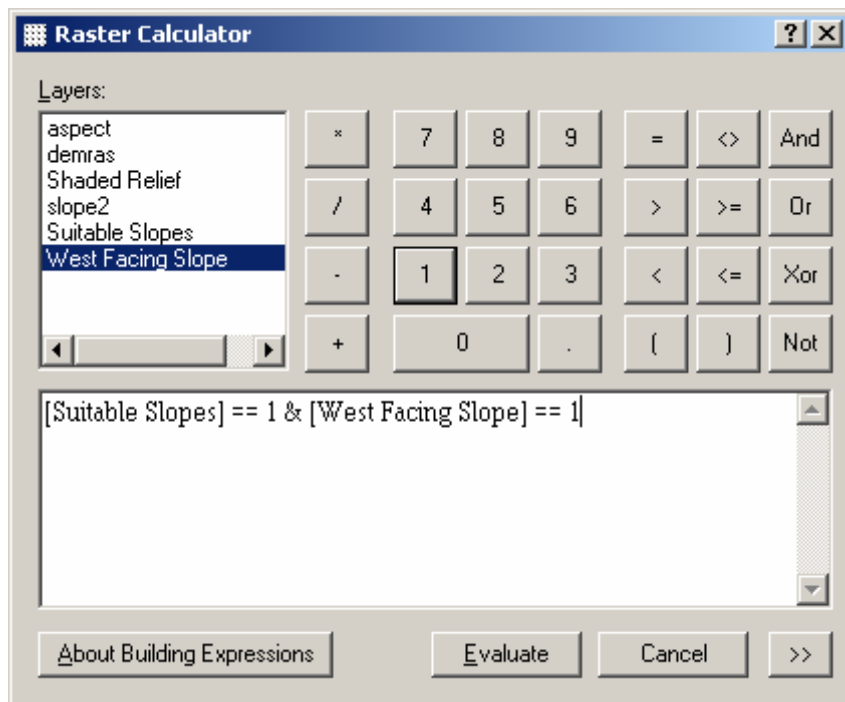 Raster Calculator
? X
Layers:
aspect
demras
Shaded Relief
slope2
Suitable Slopes
West Facing Slope
* 7 8 9 = <> And
/ 4 5 6 > >= Or
- 1 2 3 < <= Xor
+ 0 . ( ) Not
[Suitable Slopes] == 1 & [West Facing Slope] == 1
About Building Expressions Evaluate Cancel >>